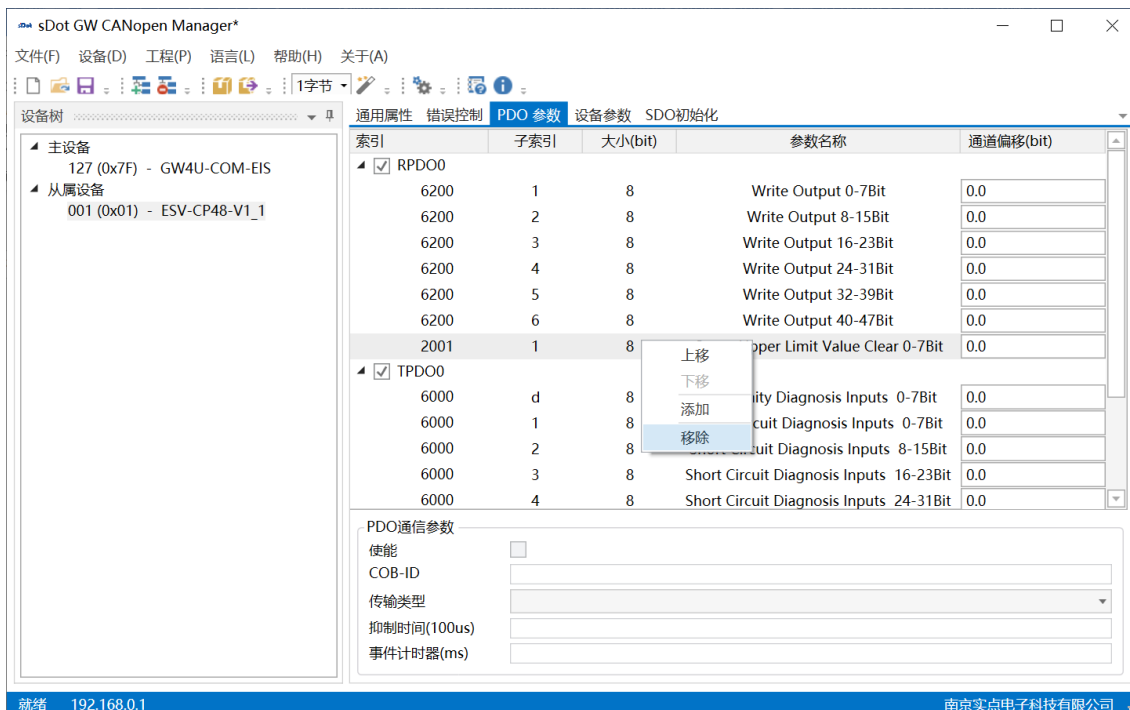 sDot GW CANopen Manager*
文件(F) 设备(D) 工程(P) 语言(L) 帮助(H) 关于(A)
1字节
设备树
通用属性 错误控制 PDO 参数 设备参数 SDO初始化
主设备
127 (0x7F) - GW4U-COM-EIS
从属设备
001 (0x01) - ESV-CP48-V1_1
索引 子索引 大小(bit) 参数名称 通道偏移(bit)
RPDO0
6200 1 8 Write Output 0-7Bit 0.0
6200 2 8 Write Output 8-15Bit 0.0
6200 3 8 Write Output 16-23Bit 0.0
6200 4 8 Write Output 24-31Bit 0.0
6200 5 8 Write Output 32-39Bit 0.0
6200 6 8 Write Output 40-47Bit 0.0
2001 1 8 Limit Value Clear 0-7Bit 0.0
TPDO0
6000 d 8 Diagnosis Inputs 0-7Bit 0.0
6000 1 8 Diagnosis Inputs 0-7Bit 0.0
6000 2 8 Diagnosis Inputs 8-15Bit 0.0
6000 3 8 Short Circuit Diagnosis Inputs 16-23Bit 0.0
6000 4 8 Short Circuit Diagnosis Inputs 24-31Bit 0.0
上移
下移
添加
移除
PDO通信参数
使能
COB-ID
传输类型
抑制时间(100us)
事件计时器(ms)
就绪 192.168.0.1 南京实点电子科技有限公司